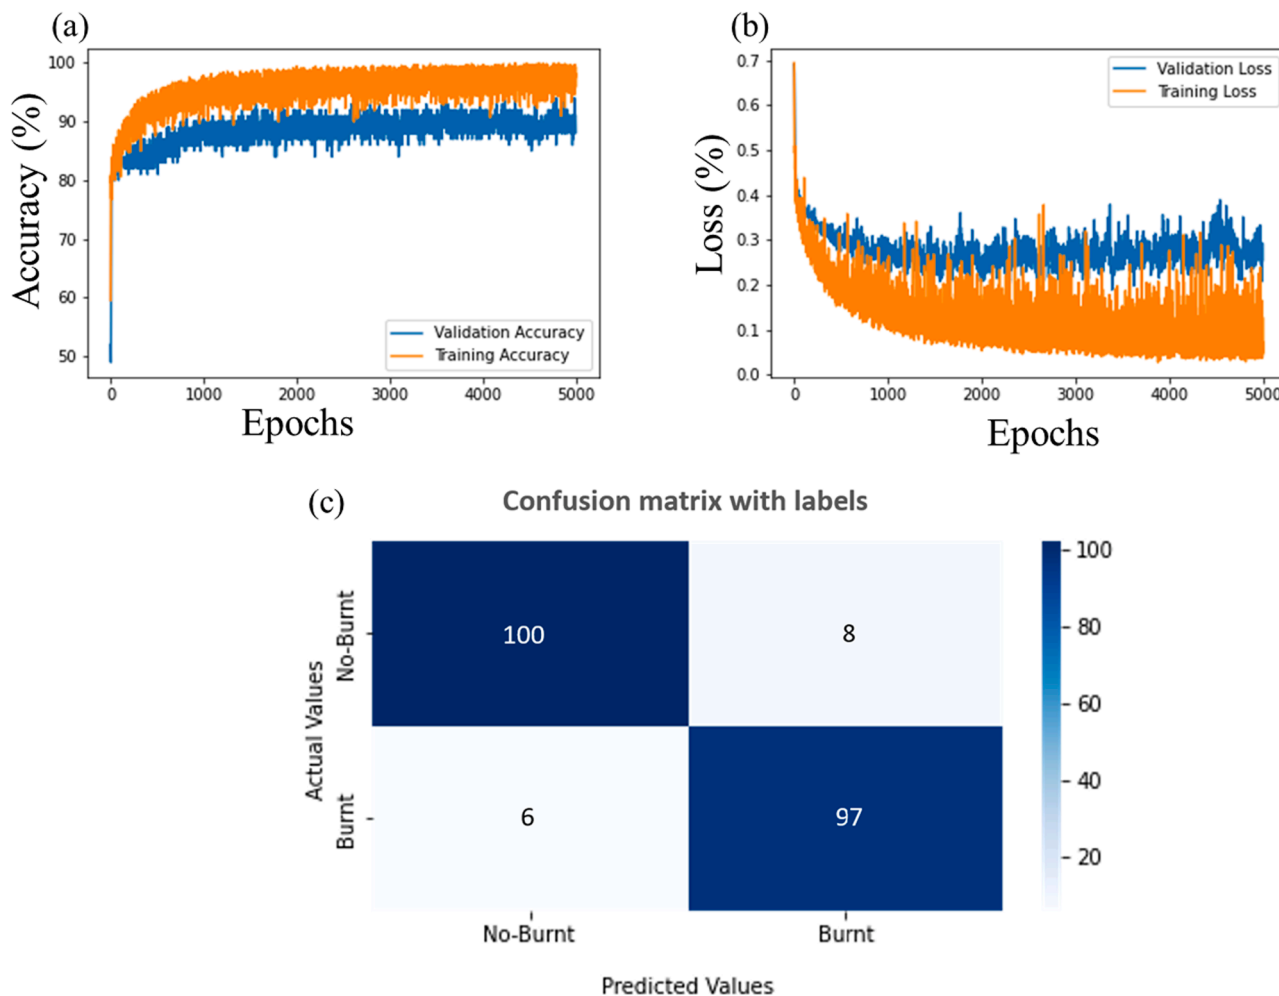 (a)
100
90
80
70
60
50
Accuracy (%)
Validation Accuracy
Training Accuracy
0 1000 2000 3000 4000 5000
Epochs
(b)
0.7
0.6
0.5
0.4
0.3
0.2
0.1
0.0
Loss (%)
Validation Loss
Training Loss
0 1000 2000 3000 4000 5000
Epochs
(c)
Confusion matrix with labels
Actual Values
No-Burnt
Burnt
100 8
6 97
No-Burnt Burnt
Predicted Values
100
80
60
40
20